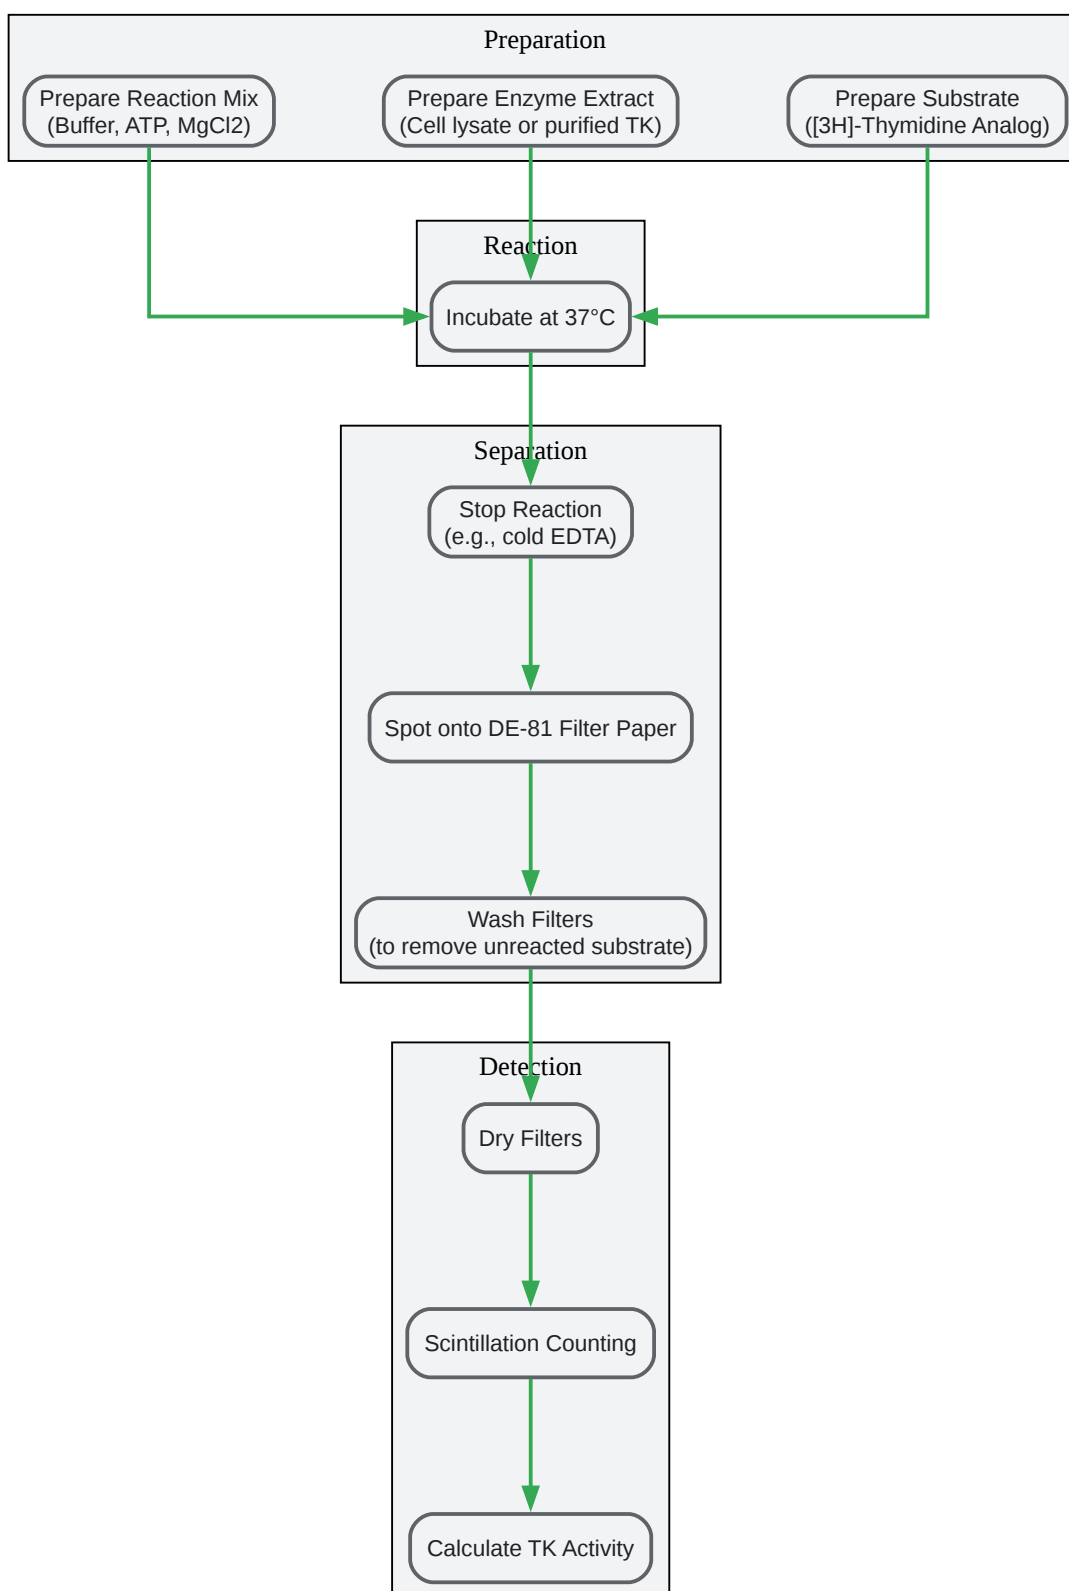 Preparation
Prepare Reaction Mix
(Buffer, ATP, MgCl2)
Prepare Enzyme Extract
(Cell lysate or purified TK)
Prepare Substrate
([3H]-Thymidine Analog)
Reaction
Incubate at 37°C
Separation
Stop Reaction
(e.g., cold EDTA)
Spot onto DE-81 Filter Paper
Wash Filters
(to remove unreacted substrate)
Detection
Dry Filters
Scintillation Counting
Calculate TK Activity